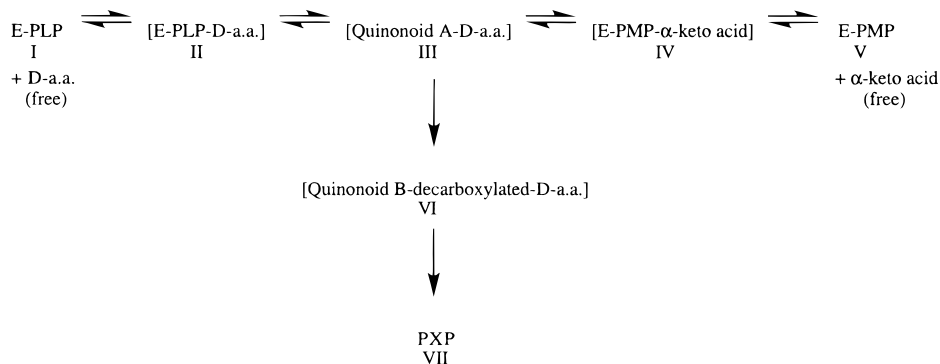 E-PLP [E-PLP-D-a.a.] [Quinonoid A-D-a.a.] [E-PMP-α-keto acid] E-PMP
I II III IV V
+ D-a.a. + α-keto acid
(free) (free)
[Quinonoid B-decarboxylated-D-a.a.]
VI
PXP
VII